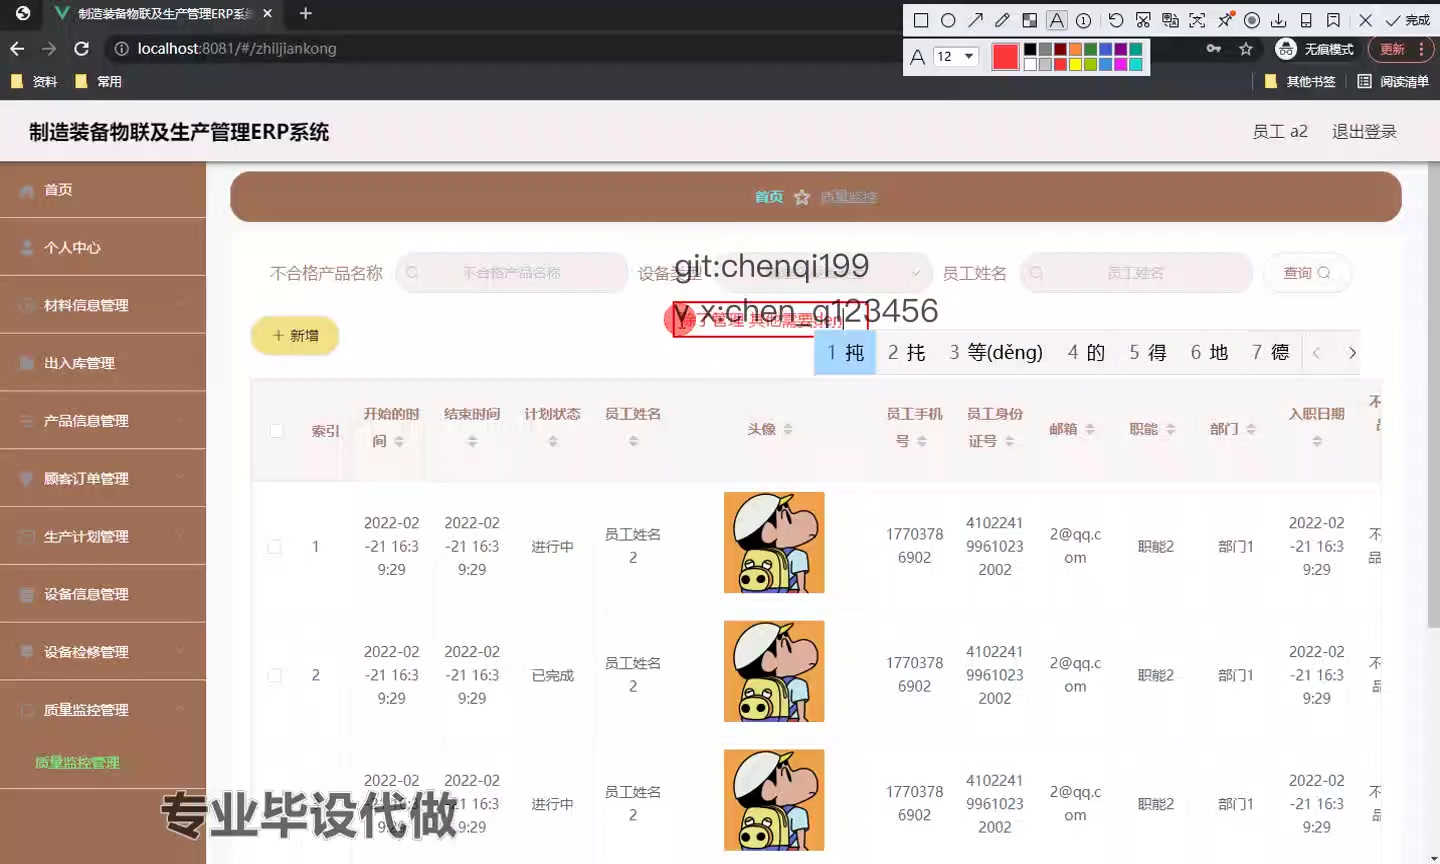 制造装备物联及生产管理ERP系统
localhost:8081/#/zhiliangjiankong
12
完成
无痕模式
更新
资料
常用
其他书签
阅读清单
制造装备物联及生产管理ERP系统
员工 a2
退出登录
首页
个人中心
材料信息管理
出入库管理
产品信息管理
顾客订单管理
生产计划管理
设备信息管理
设备检修管理
质量监控管理
质量监控管理
首页
质量监控
不合格产品名称
不合格产品名称
设备类型
员工姓名
员工姓名
查询
git:chenqi199
v x:chen_q123456
+ 新增
1 扽 2 扥 3 等(děng) 4 的 5 得 6 地 7 德
索引 开始的时间 结束时间 计划状态 员工姓名 头像 员工手机号 员工身份证号 邮箱 职能 部门 入职日期
1 2022-02-21 16:39:29 2022-02-21 16:39:29 进行中 员工姓名2 17703786902 410224199610232002 2@qq.com 职能2 部门1 2022-02-21 16:39:29
2 2022-02-21 16:39:29 2022-02-21 16:39:29 已完成 员工姓名2 17703786902 410224199610232002 2@qq.com 职能2 部门1 2022-02-21 16:39:29
2022-02-21 16:39:29 2022-02-21 16:39:29 进行中 员工姓名2 17703786902 410224199610232002 2@qq.com 职能2 部门1 2022-02-21 16:39:29
专业毕设代做